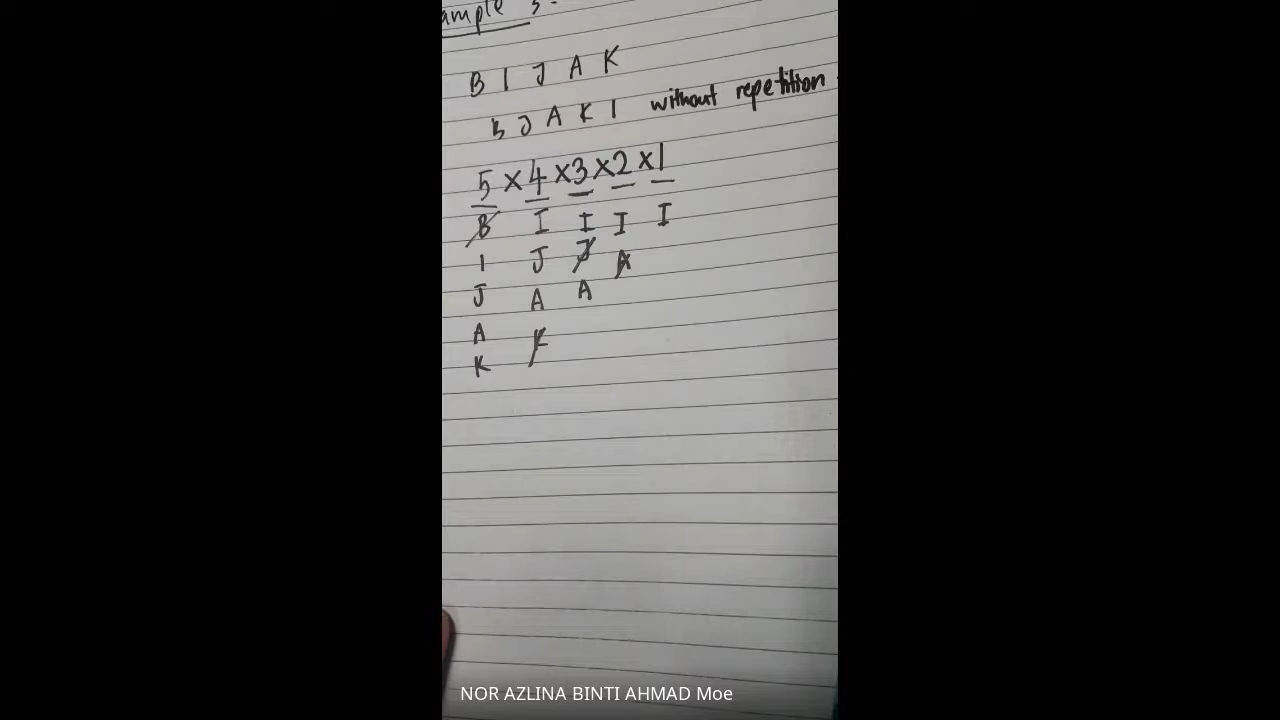 ample 3.
B I J A K
B J A K I without repetition.
5 x 4 x 3 x 2 x 1
B I I I I
I J J A
J A A
A K
K
NOR AZLINA BINTI AHMAD Moe